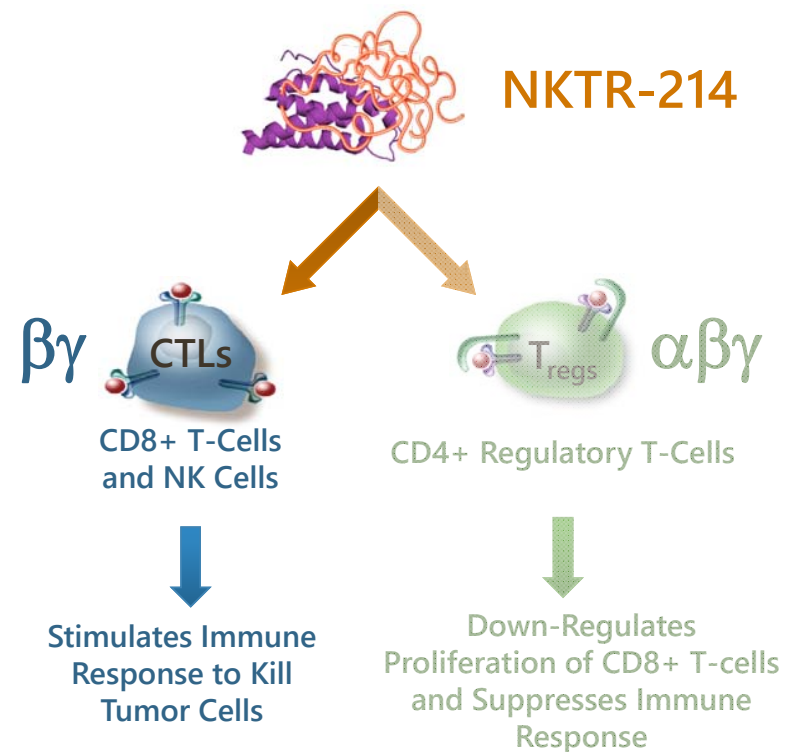 NKTR-214
βγ
CTLs
CD8+ T-Cells
and NK Cells
Stimulates Immune
Response to Kill
Tumor Cells
Tregs
αβγ
CD4+ Regulatory T-Cells
Down-Regulates
Proliferation of CD8+ T-cells
and Suppresses Immune
Response